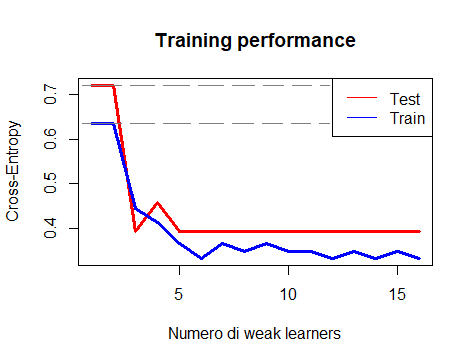 Training performance
Test
Train
Cross-Entropy
0.7
0.6
0.5
0.4
5
10
15
Numero di weak learners